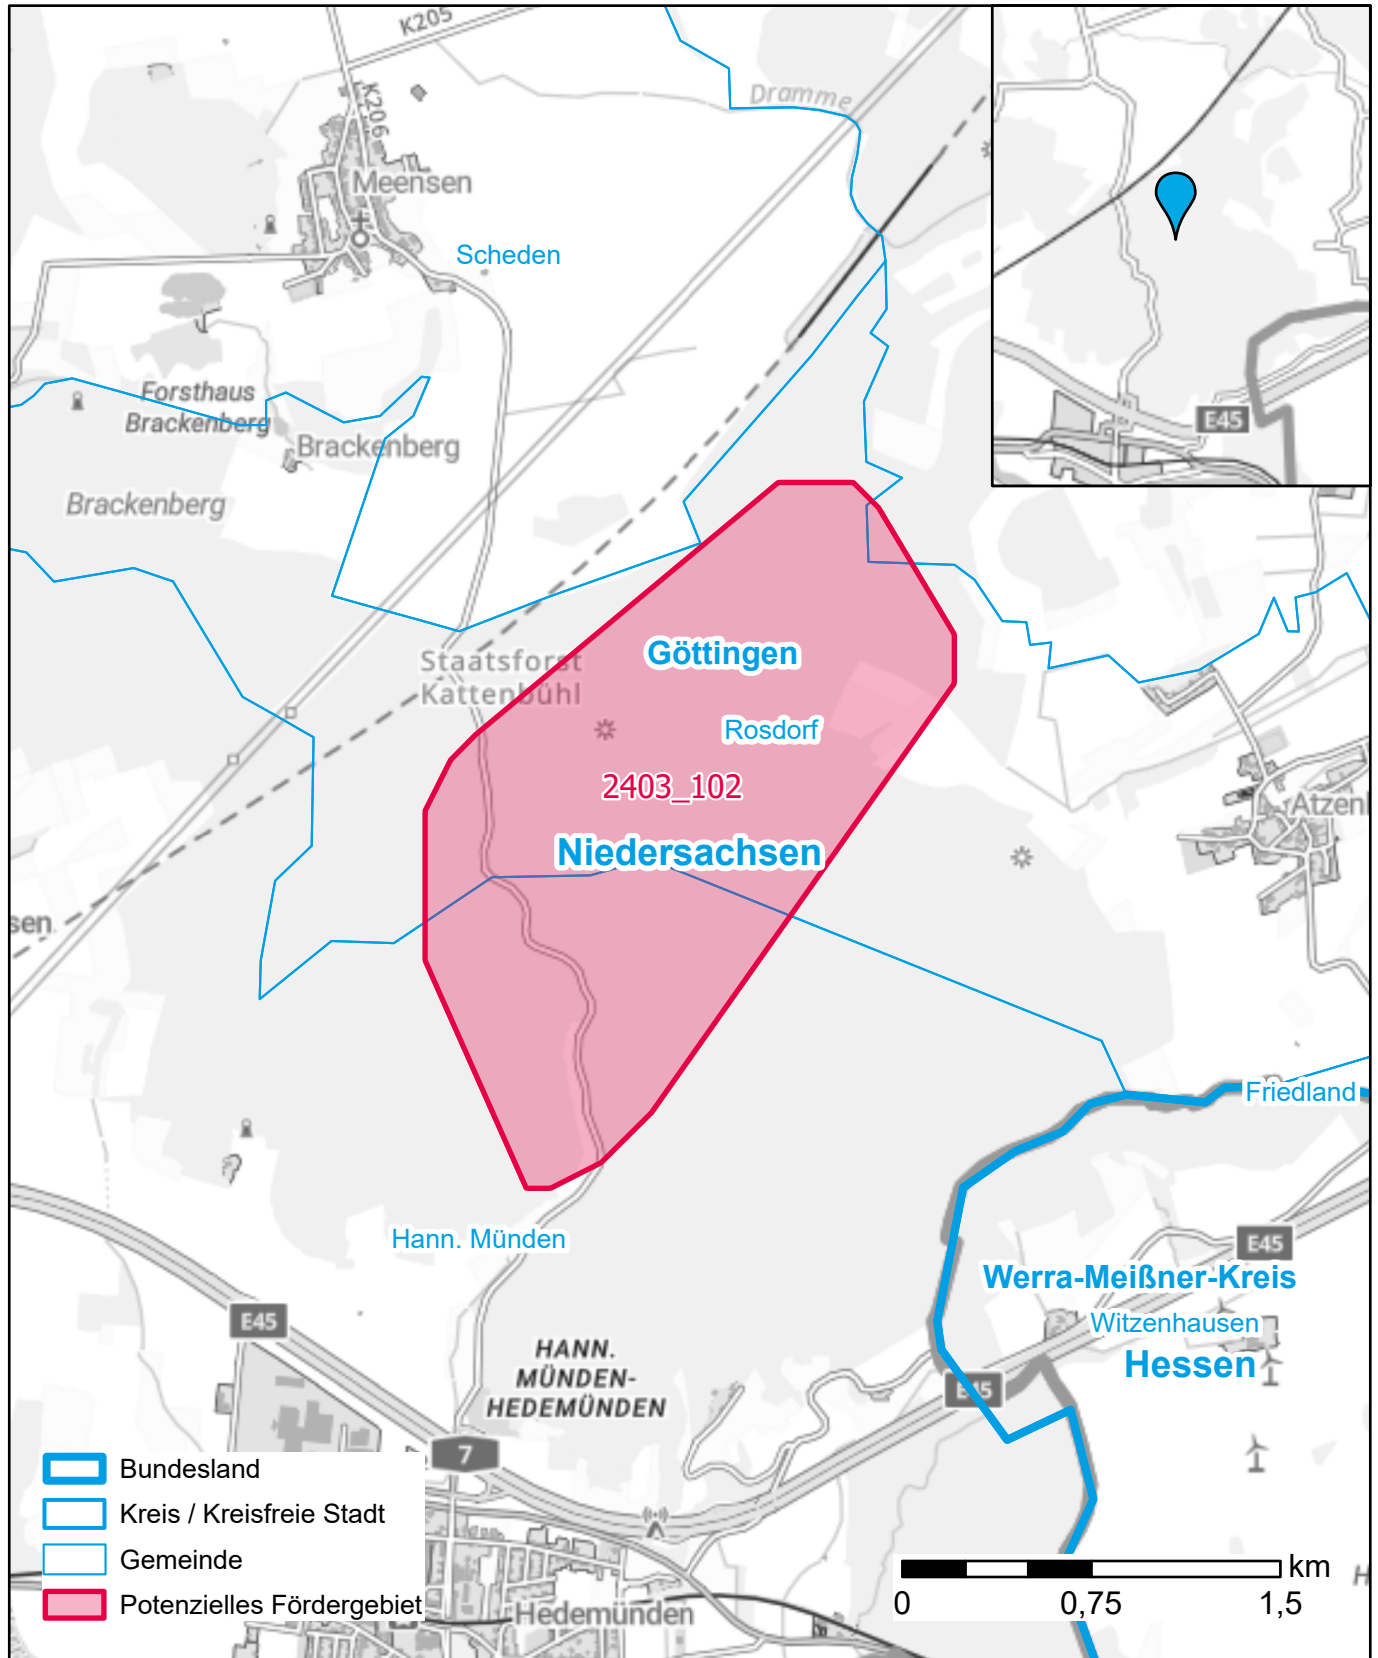 K205
K206
Dramme
Meensen
Scheden
Forsthaus
Brackenberg
Brackenberg
Brackenberg
E45
Staatsforst
Kattenbühl
Göttingen
Rosdorf
2403_102
Niedersachsen
Atzen
sen
Friedland
Hann. Münden
E45
Werra-Meißner-Kreis
Witzenhausen
Hessen
E45
HANN.
MÜNDEN-
HEDEMÜNDEN
E45
7
Bundesland
Kreis / Kreisfreie Stadt
Gemeinde
Potenzielles Fördergebiet
Hedemünden
km
0 0,75 1,5
H